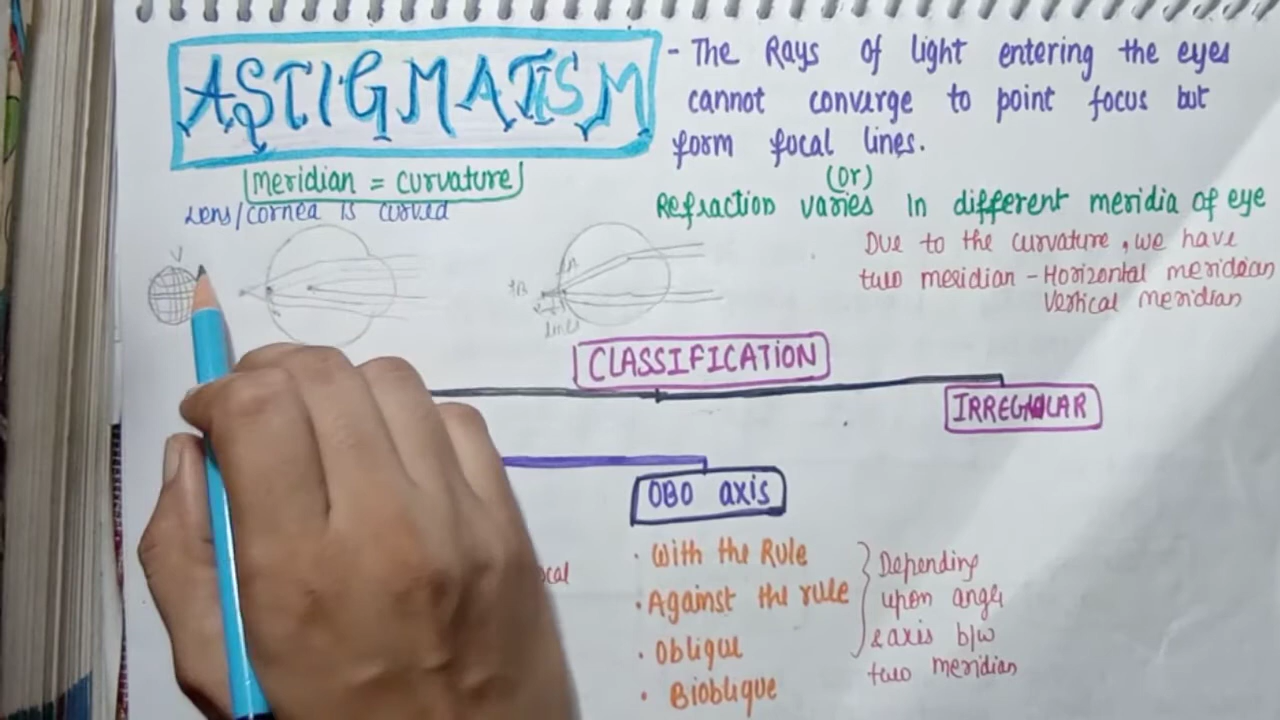 ASTIGMATISM
- The Rays of light entering the eyes
cannot converge to point focus but
form focal lines.
(Or)
Meridian = curvature
Lens/cornea is curved
Refraction varies in different meridia of eye
Due to the curvature, we have
two meridian - Horizontal meridian
Vertical meridian
V
lines
CLASSIFICATION
IRREGULAR
OBO axis
· With the Rule
· Against the rule
· Oblique
· Bioblique
Depending
upon angle
& axis b/w
two meridian